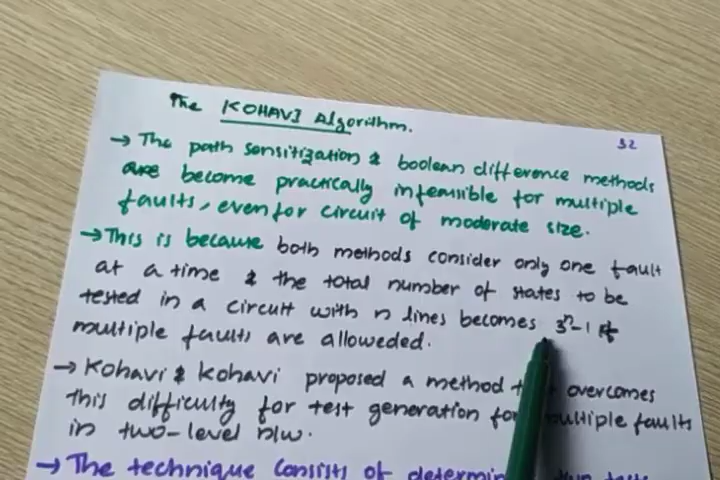 The KOHAVI Algorithm.
32
→ The path sensitization & boolean difference methods
are become practically infeasible for multiple
faults, even for circuit of moderate size.
→ This is because both methods consider only one fault
at a time & the total number of states to be
tested in a circuit with n lines becomes 3ⁿ-1 if
multiple faults are alloweded.
→ Kohavi & kohavi proposed a method overcomes
this difficulty for test generation for multiple faults
in two-level n/w.
→ The technique consists of